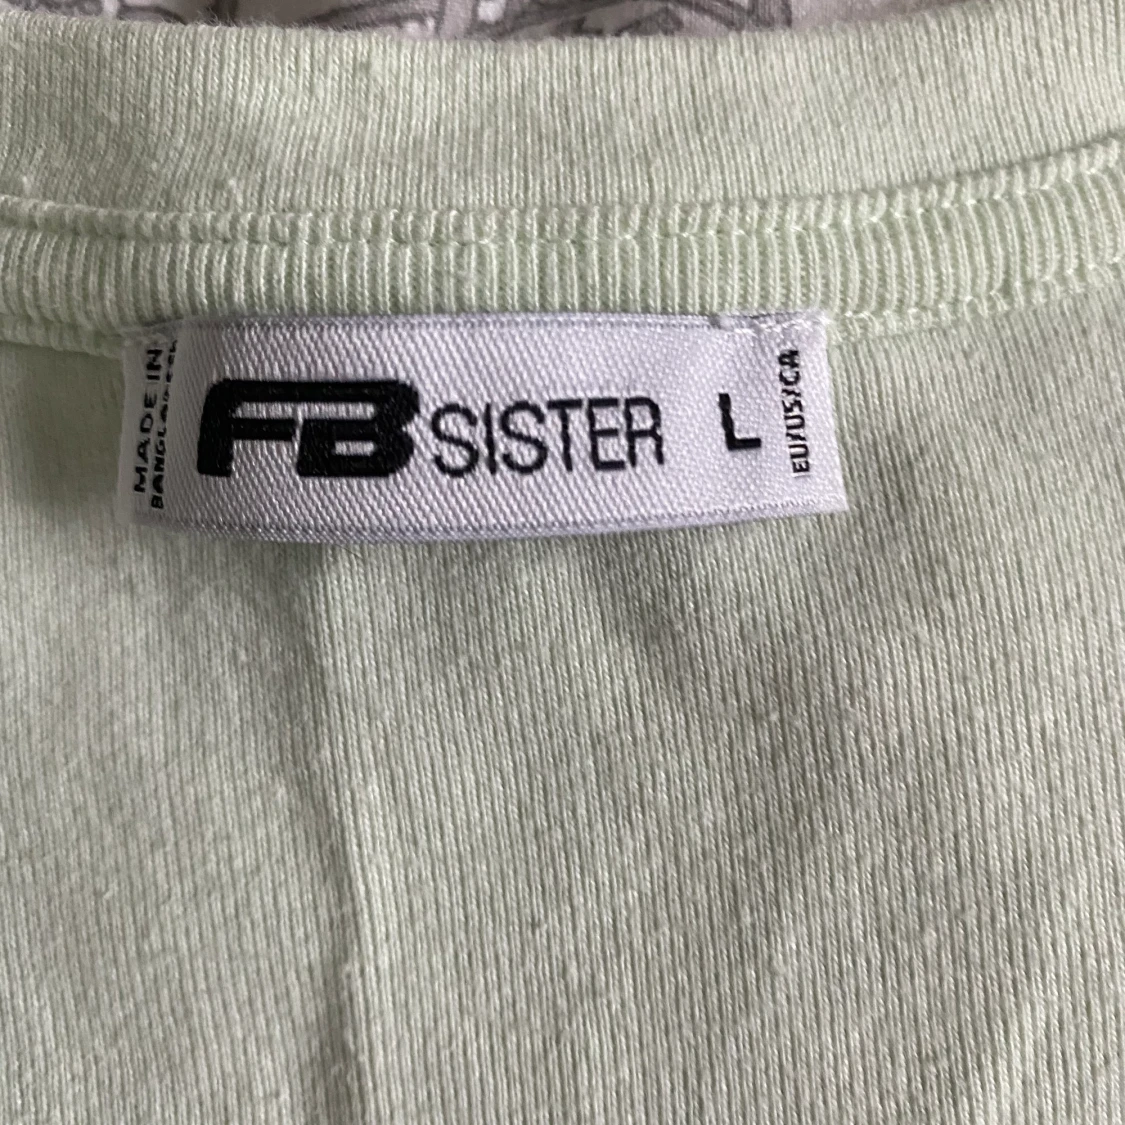 MADE IN
BANGLADESH
FB SISTER
L
EU/US/CA